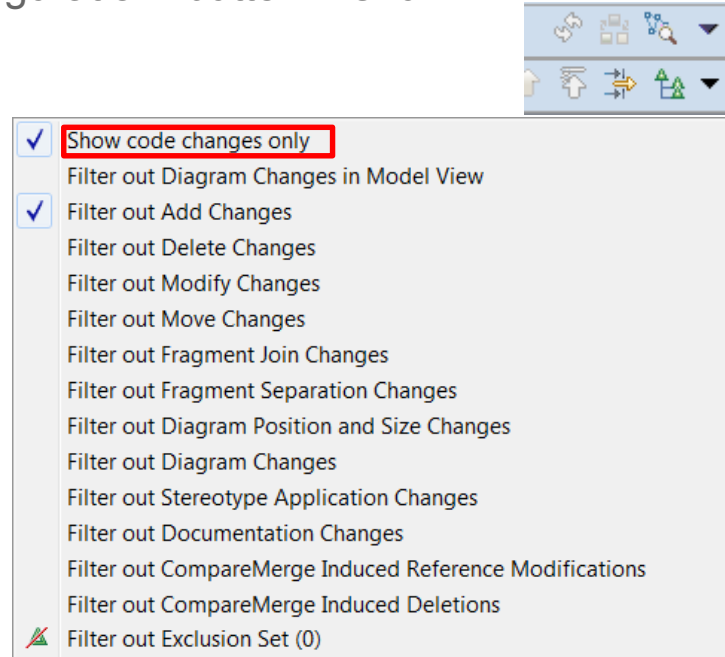 Show code changes only
Filter out Diagram Changes in Model View
Filter out Add Changes
Filter out Delete Changes
Filter out Modify Changes
Filter out Move Changes
Filter out Fragment Join Changes
Filter out Fragment Separation Changes
Filter out Diagram Position and Size Changes
Filter out Diagram Changes
Filter out Stereotype Application Changes
Filter out Documentation Changes
Filter out CompareMerge Induced Reference Modifications
Filter out CompareMerge Induced Deletions
Filter out Exclusion Set (0)